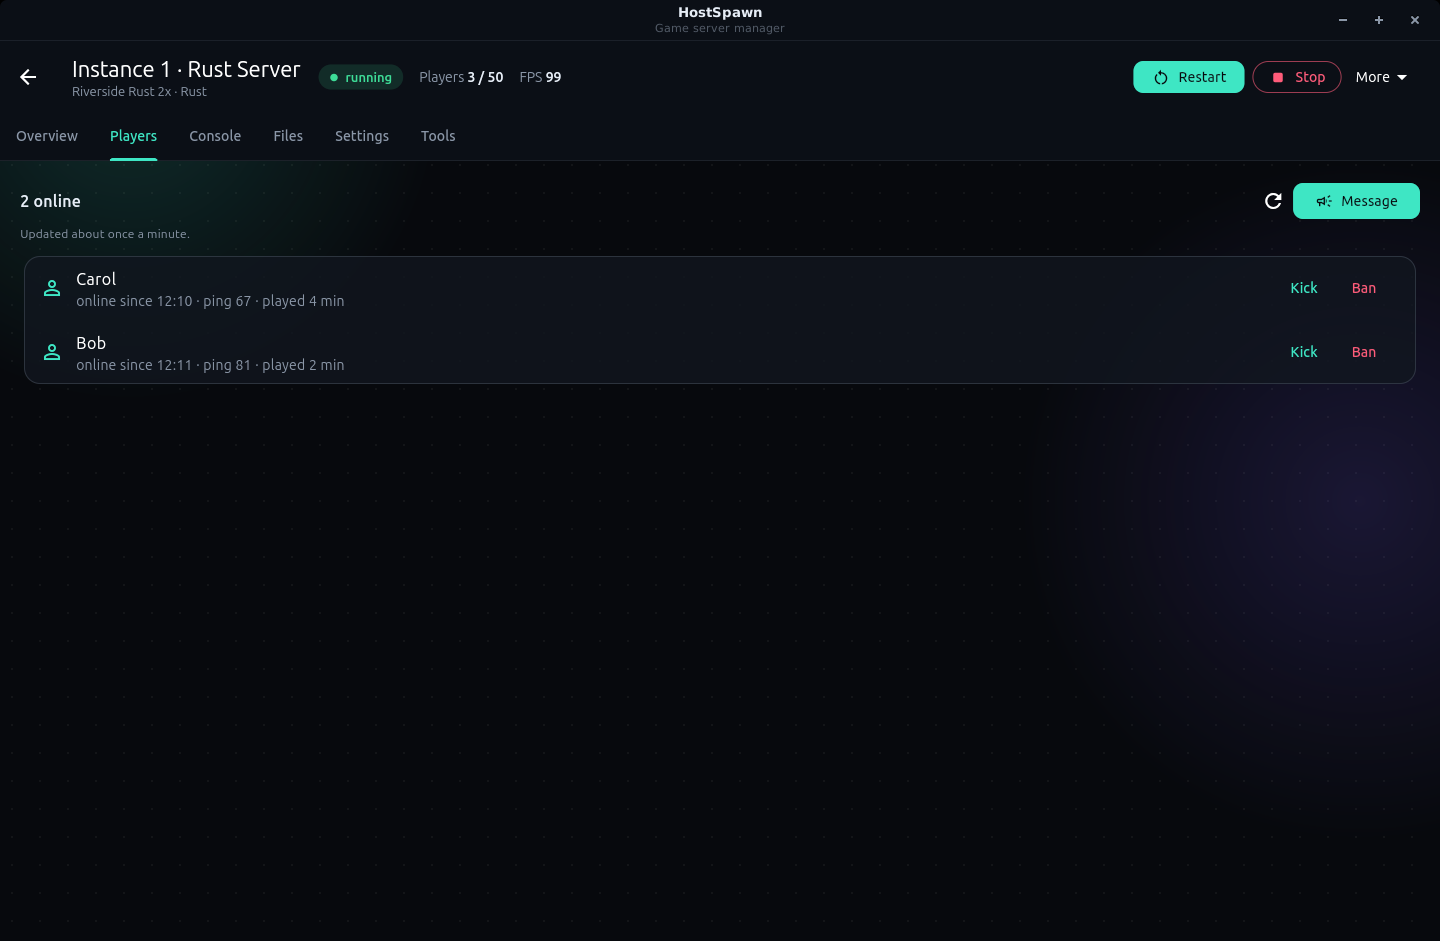 HostSpawn
Game server manager
Instance 1 · Rust Server
Riverside Rust 2x · Rust
running
Players 3 / 50
FPS 99
Restart
Stop
More
Overview
Players
Console
Files
Settings
Tools
2 online
Message
Updated about once a minute.
Carol
online since 12:10 · ping 67 · played 4 min
Kick
Ban
Bob
online since 12:11 · ping 81 · played 2 min
Kick
Ban